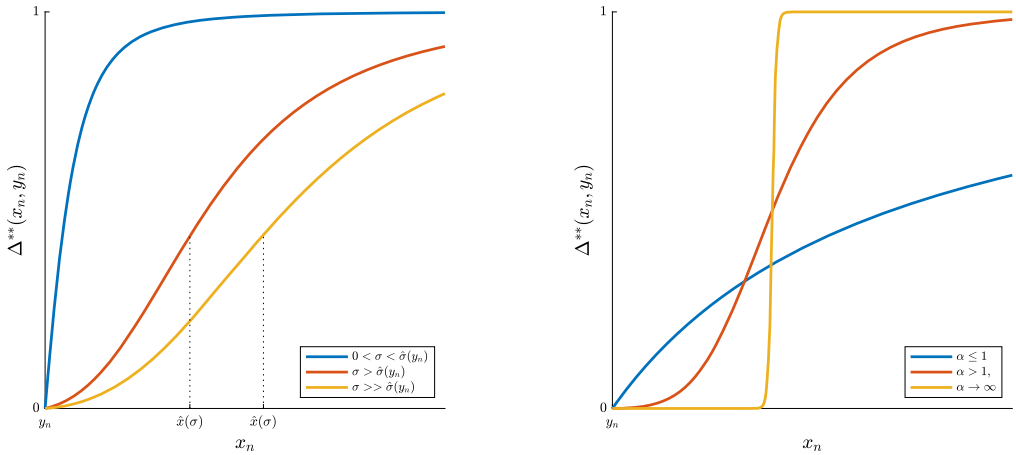 1
Δ**(xₙ, yₙ)
0 < σ < σ̂(yₙ)
σ > σ̂(yₙ)
σ >> σ̂(yₙ)
0
yₙ
x̂(σ)
x̂(σ)
xₙ
1
Δ**(xₙ, yₙ)
α ≤ 1
α > 1,
α → ∞
0
yₙ
xₙ